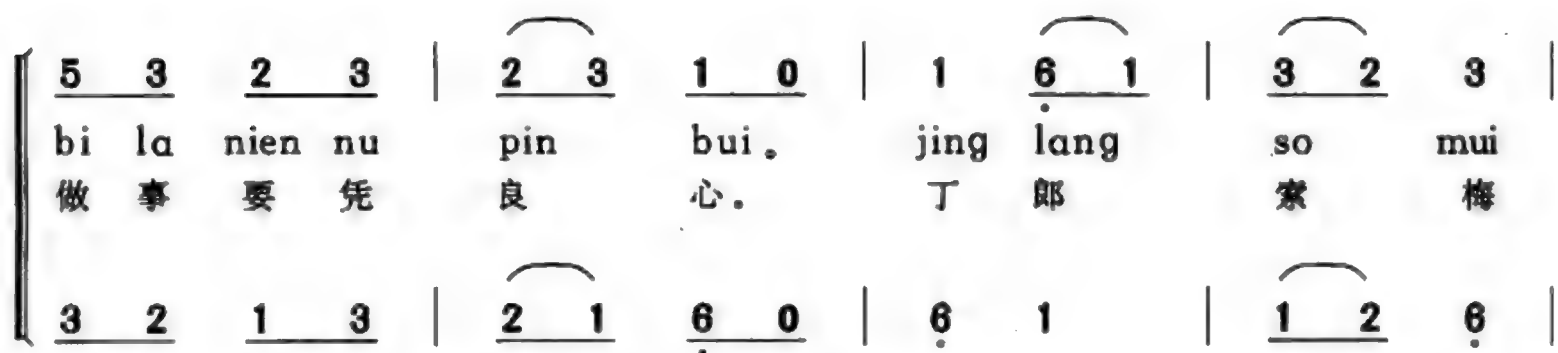 5 3 2 3 | 2 3 1 0 | 1 6 1 | 3 2 3 |
bi la nien nu pin bui。 jing lang so mui
做 事 要 凭 良 心。 丁 郎 索 梅
3 2 1 3 | 2 1 6 0 | 6 1 | 1 2 6 |